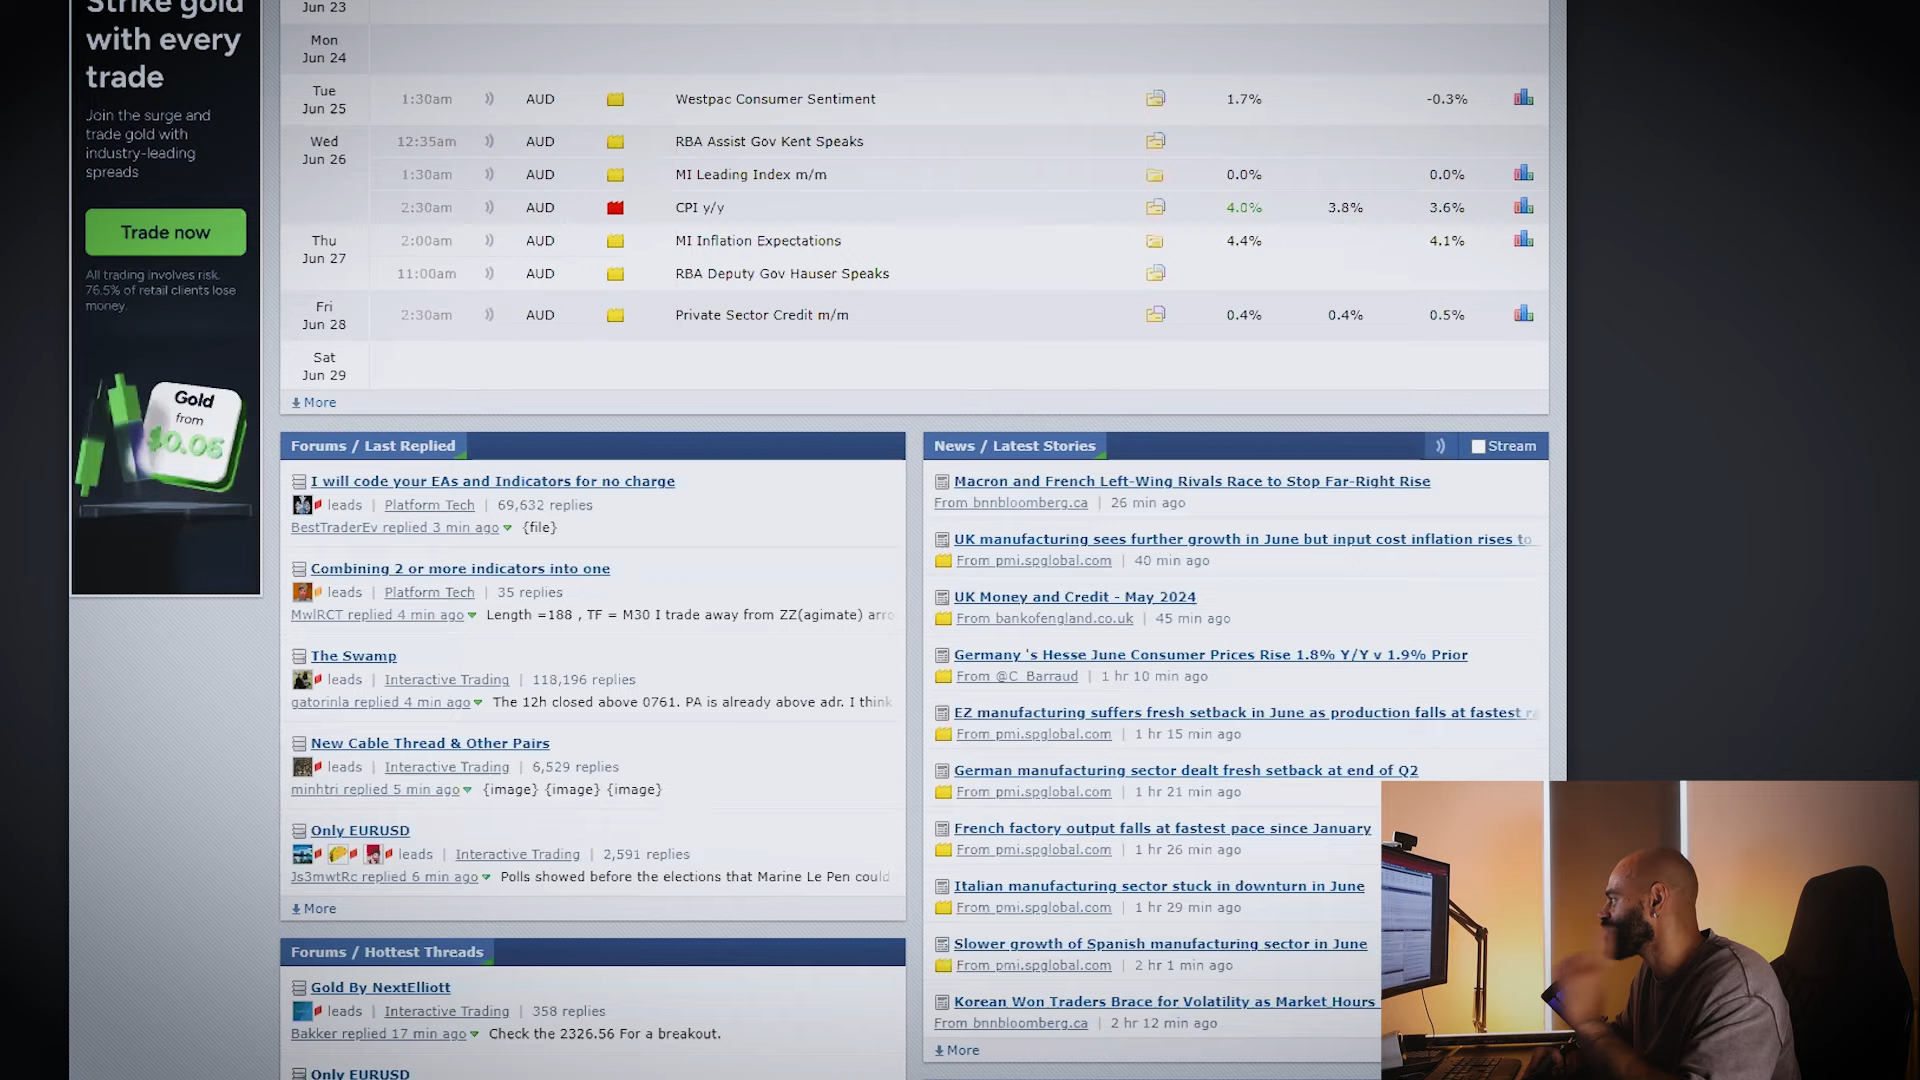 Strike gold
with every
trade
Join the surge and
trade gold with
industry-leading
spreads
Trade now
All trading involves risk.
76.5% of retail clients lose
money.
Gold
from
$0.06
Jun 23
Mon
Jun 24
Tue
Jun 25
1:30am AUD Westpac Consumer Sentiment 1.7% -0.3%
Wed
Jun 26
12:35am AUD RBA Assist Gov Kent Speaks
1:30am AUD MI Leading Index m/m 0.0% 0.0%
2:30am AUD CPI y/y 4.0% 3.8% 3.6%
Thu
Jun 27
2:00am AUD MI Inflation Expectations 4.4% 4.1%
11:00am AUD RBA Deputy Gov Hauser Speaks
Fri
Jun 28
2:30am AUD Private Sector Credit m/m 0.4% 0.4% 0.5%
Sat
Jun 29
More
Forums / Last Replied
I will code your EAs and Indicators for no charge
leads | Platform Tech | 69,632 replies
BestTraderEv replied 3 min ago {file}
Combining 2 or more indicators into one
leads | Platform Tech | 35 replies
MwlRCT replied 4 min ago Length =188 , TF = M30 I trade away from ZZ(agimate) arro
The Swamp
leads | Interactive Trading | 118,196 replies
gatorinla replied 4 min ago The 12h closed above 0761. PA is already above adr. I think
New Cable Thread & Other Pairs
leads | Interactive Trading | 6,529 replies
minhtri replied 5 min ago {image} {image} {image}
Only EURUSD
leads | Interactive Trading | 2,591 replies
Js3mwtRc replied 6 min ago Polls showed before the elections that Marine Le Pen could
More
Forums / Hottest Threads
Gold By NextElliott
leads | Interactive Trading | 358 replies
Bakker replied 17 min ago Check the 2326.56 For a breakout.
Only EURUSD
News / Latest Stories Stream
Macron and French Left-Wing Rivals Race to Stop Far-Right Rise
From bnnbloomberg.ca | 26 min ago
UK manufacturing sees further growth in June but input cost inflation rises to
From pmi.spglobal.com | 40 min ago
UK Money and Credit - May 2024
From bankofengland.co.uk | 45 min ago
Germany 's Hesse June Consumer Prices Rise 1.8% Y/Y v 1.9% Prior
From @C_Barraud | 1 hr 10 min ago
EZ manufacturing suffers fresh setback in June as production falls at fastest
From pmi.spglobal.com | 1 hr 15 min ago
German manufacturing sector dealt fresh setback at end of Q2
From pmi.spglobal.com | 1 hr 21 min ago
French factory output falls at fastest pace since January
From pmi.spglobal.com | 1 hr 26 min ago
Italian manufacturing sector stuck in downturn in June
From pmi.spglobal.com | 1 hr 29 min ago
Slower growth of Spanish manufacturing sector in June
From pmi.spglobal.com | 2 hr 1 min ago
Korean Won Traders Brace for Volatility as Market Hours
From bnnbloomberg.ca | 2 hr 12 min ago
More